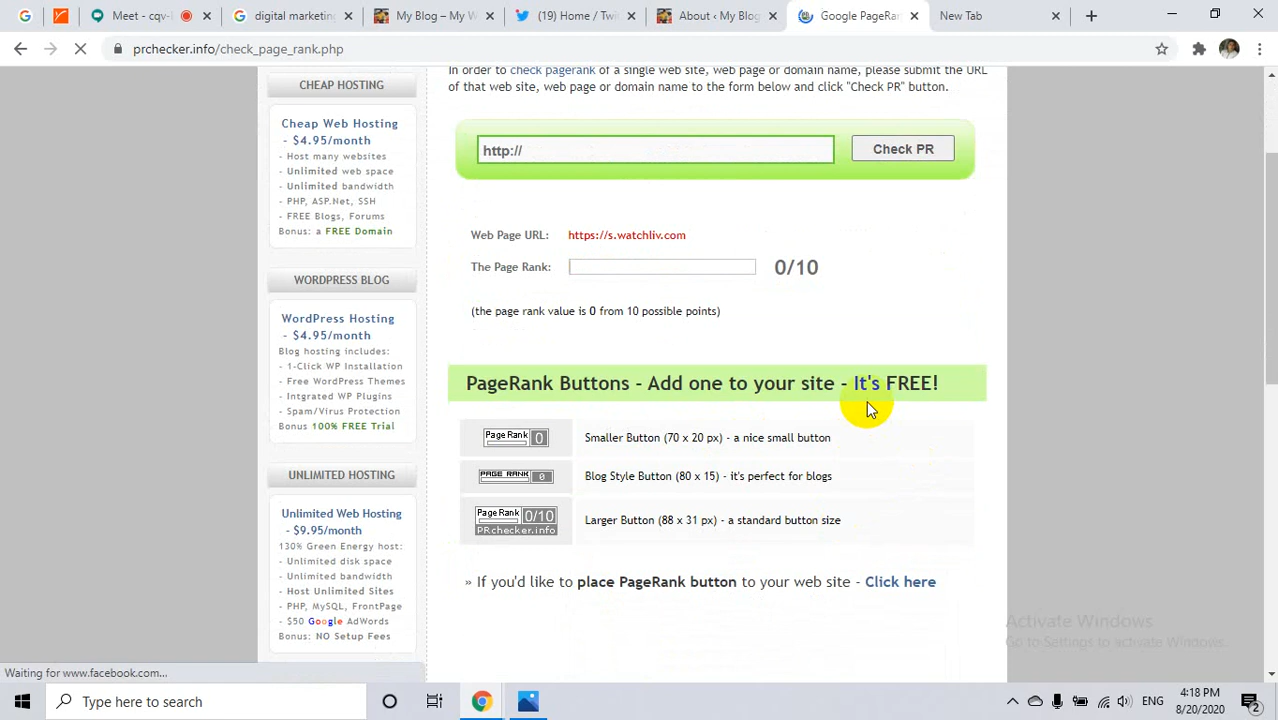 Meet - cqv-
digital marketin
My Blog – My W
(19) Home / Twi
About < My Blog
Google PageRan
New Tab
prchecker.info/check_page_rank.php
CHEAP HOSTING
Cheap Web Hosting
- $4.95/month
- Host many websites
- Unlimited web space
- Unlimited bandwidth
- PHP, ASP.Net, SSH
- FREE Blogs, Forums
Bonus: a FREE Domain
WORDPRESS BLOG
WordPress Hosting
- $4.95/month
Blog hosting includes:
- 1-Click WP Installation
- Free WordPress Themes
- Intgrated WP Plugins
- Spam/Virus Protection
Bonus 100% FREE Trial
UNLIMITED HOSTING
Unlimited Web Hosting
- $9.95/month
130% Green Energy host:
- Unlimited disk space
- Unlimited bandwidth
- Host Unlimited Sites
- PHP, MySQL, FrontPage
- $50 Google AdWords
Bonus: NO Setup Fees
In order to check pagerank of a single web site, web page or domain name, please submit the URL
of that web site, web page or domain name to the form below and click "Check PR" button.
http://
Check PR
Web Page URL: https://s.watchliv.com
The Page Rank: 0/10
(the page rank value is 0 from 10 possible points)
PageRank Buttons - Add one to your site - It's FREE!
Page Rank 0
Smaller Button (70 x 20 px) - a nice small button
PAGE RANK 0
Blog Style Button (80 x 15) - it's perfect for blogs
Page Rank 0/10
PRchecker.info
Larger Button (88 x 31 px) - a standard button size
» If you'd like to place PageRank button to your web site - Click here
Activate Windows
Go to Settings to activate Windows.
Waiting for www.facebook.com...
Type here to search
ENG
4:18 PM
8/20/2020
2